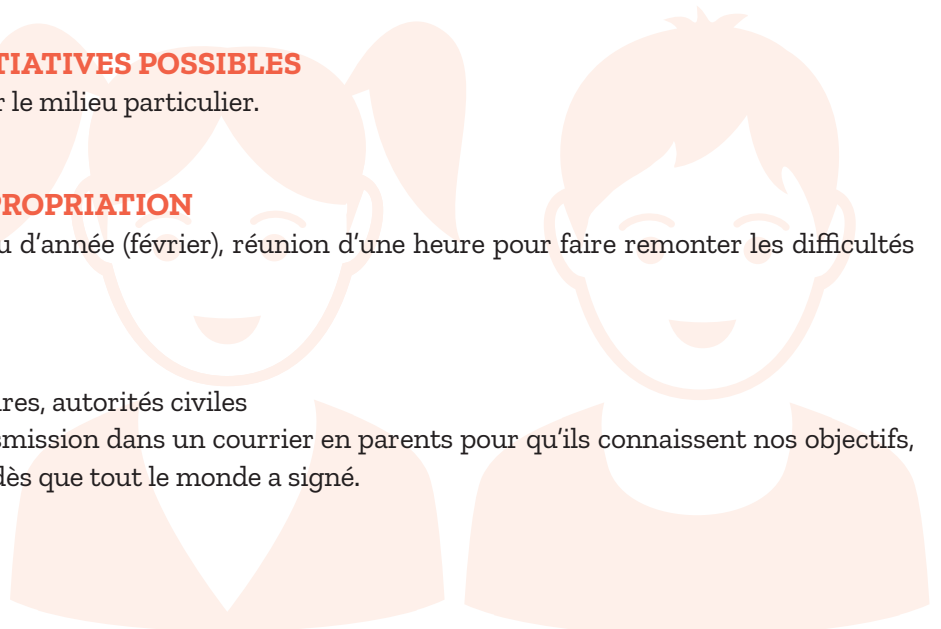 TIATIVES POSSIBLES
r le milieu particulier.
PROPRIATION
u d’année (février), réunion d’une heure pour faire remonter les difficultés
res, autorités civiles
smission dans un courrier en parents pour qu’ils connaissent nos objectifs,
dès que tout le monde a signé.